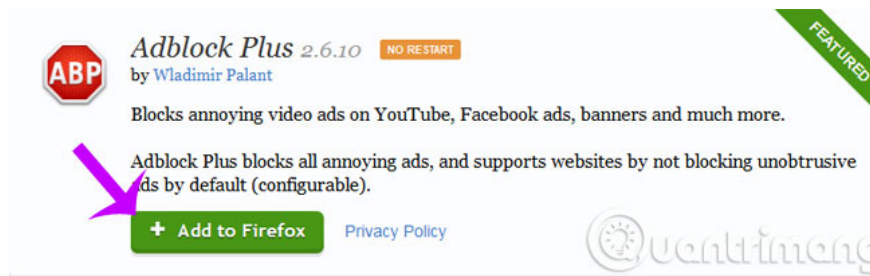 FEATURED
ABP
Adblock Plus 2.6.10 NO RESTART
by Wladimir Palant
Blocks annoying video ads on YouTube, Facebook ads, banners and much more.
Adblock Plus blocks all annoying ads, and supports websites by not blocking unobtrusive
ads by default (configurable).
+ Add to Firefox Privacy Policy
Quantrimang